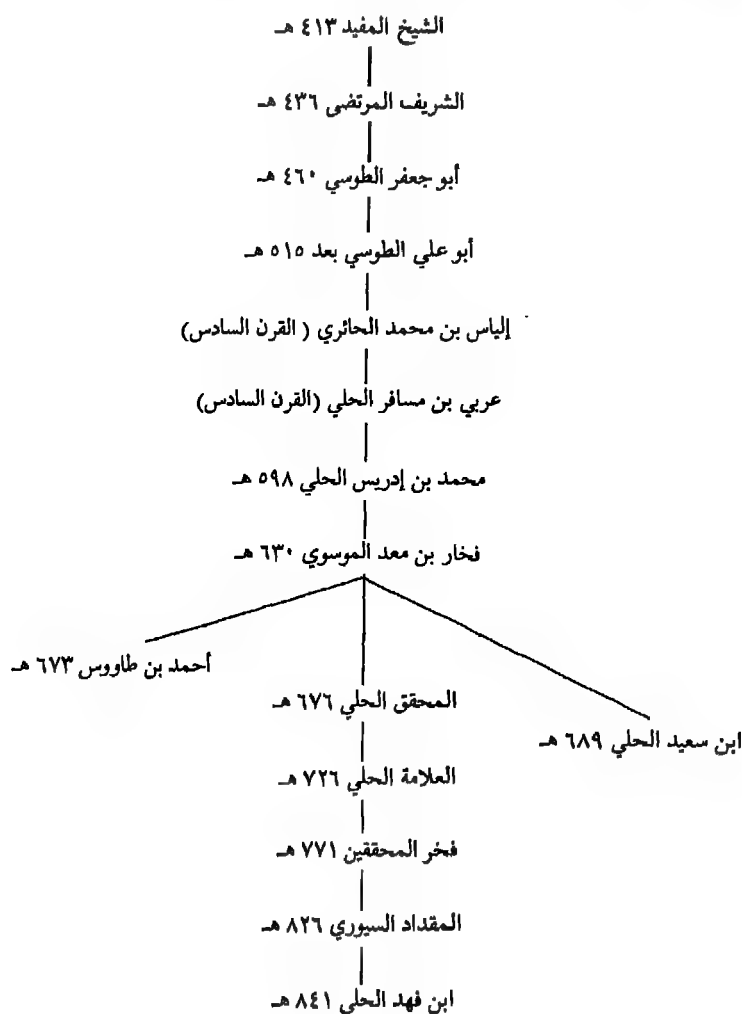 الشيخ المفيد ٤١٣ هـ
الشريف المرتضى ٤٣٦ هـ
أبو جعفر الطوسي ٤٦٠ هـ
أبو علي الطوسي بعد ٥١٥ هـ
إلياس بن محمد الحائري ( القرن السادس)
عربي بن مسافر الحلي (القرن السادس)
محمد بن إدريس الحلي ٥٩٨ هـ
فخار بن معد الموسوي ٦٣٠ هـ
أحمد بن طاووس ٦٧٣ هـ
المحقق الحلي ٦٧٦ هـ
ابن سعيد الحلي ٦٨٩ هـ
العلامة الحلي ٧٢٦ هـ
فخر المحققين ٧٧١ هـ
المقداد السيوري ٨٢٦ هـ
ابن فهد الحلي ٨٤١ هـ